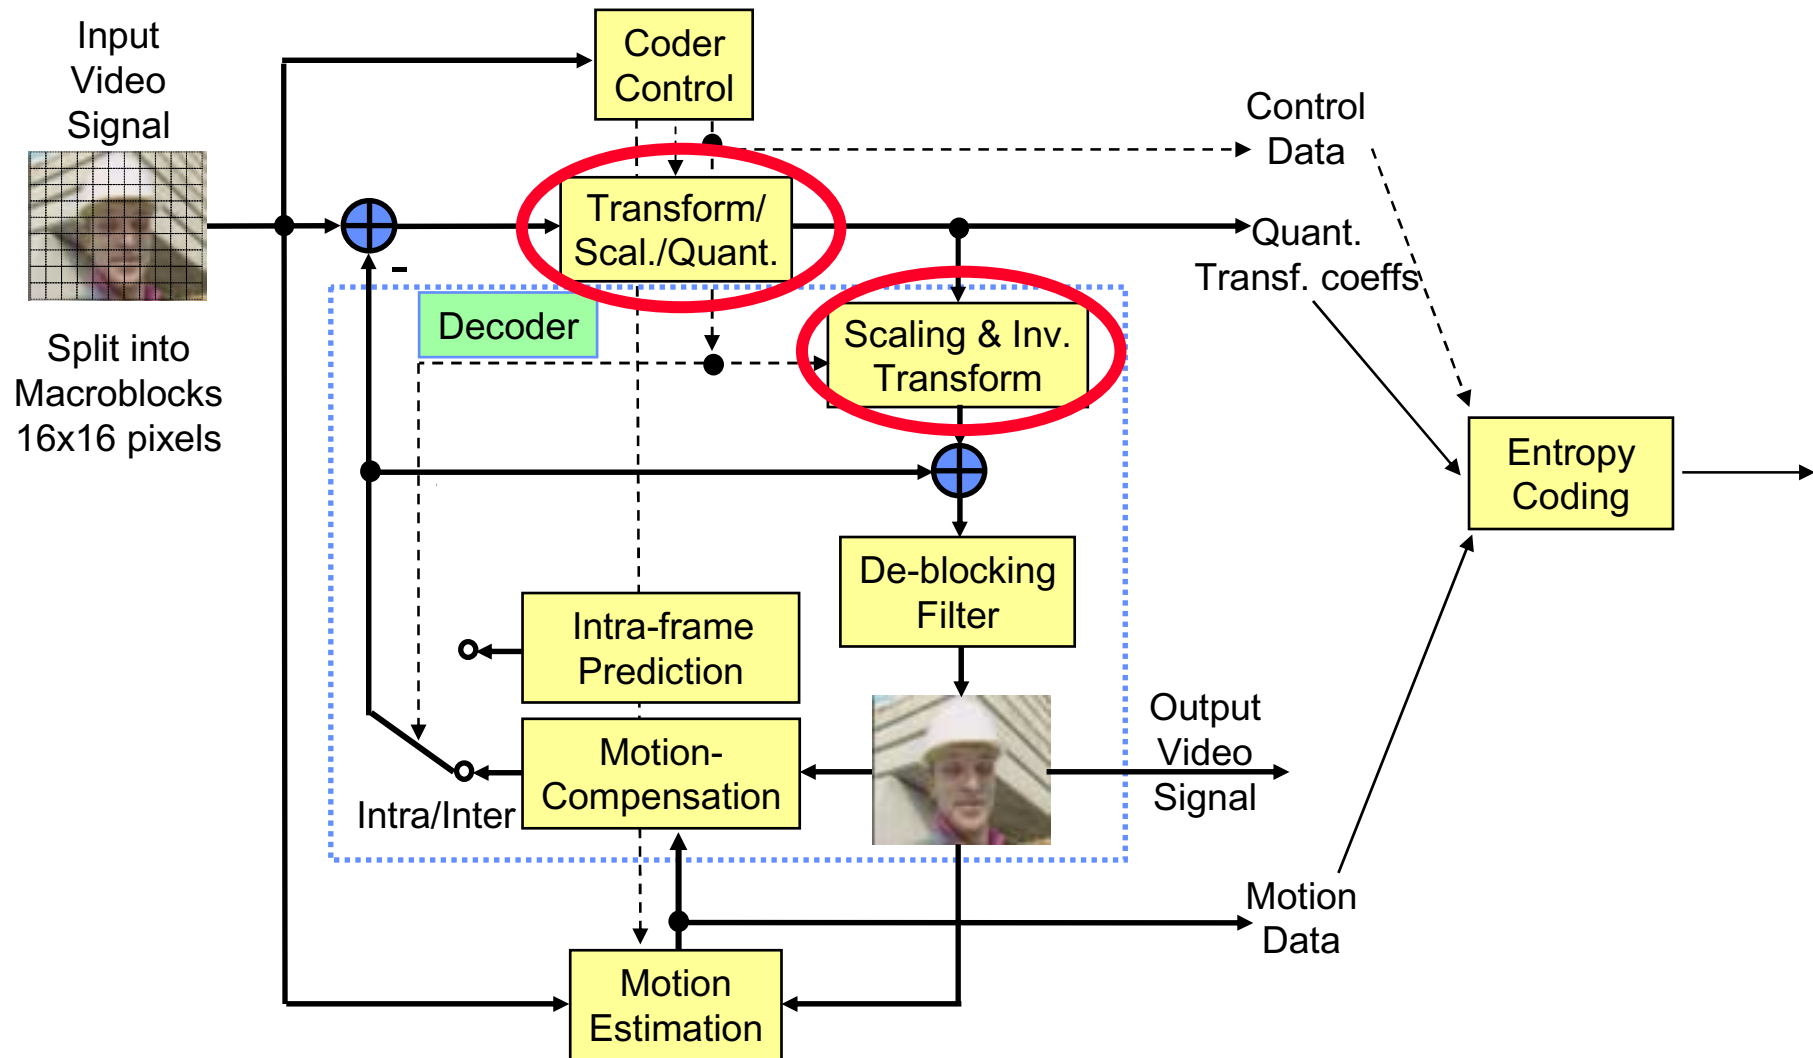 Input
Video
Signal
Coder
Control
Control
Data
Transform/
Scal./Quant.
-
Quant.
Transf. coeffs
Decoder
Scaling & Inv.
Transform
Split into
Macroblocks
16x16 pixels
Entropy
Coding
De-blocking
Filter
Intra-frame
Prediction
Motion-
Compensation
Intra/Inter
Output
Video
Signal
Motion
Data
Motion
Estimation